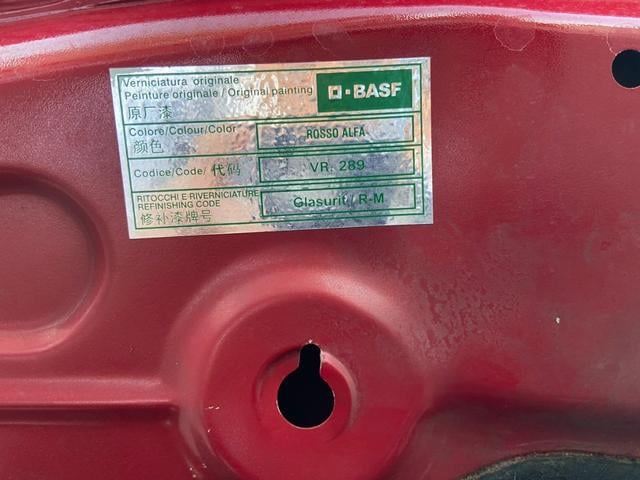 Verniciatura originale
Peinture originale / Original painting
原厂漆
BASF
Colore/Colour/Color
颜色
ROSSO ALFA
Codice/Code/代码
VR. 289
RITOCCHI E RIVERNICIATURE
REFINISHING CODE
修补漆牌号
Glasurit / R-M